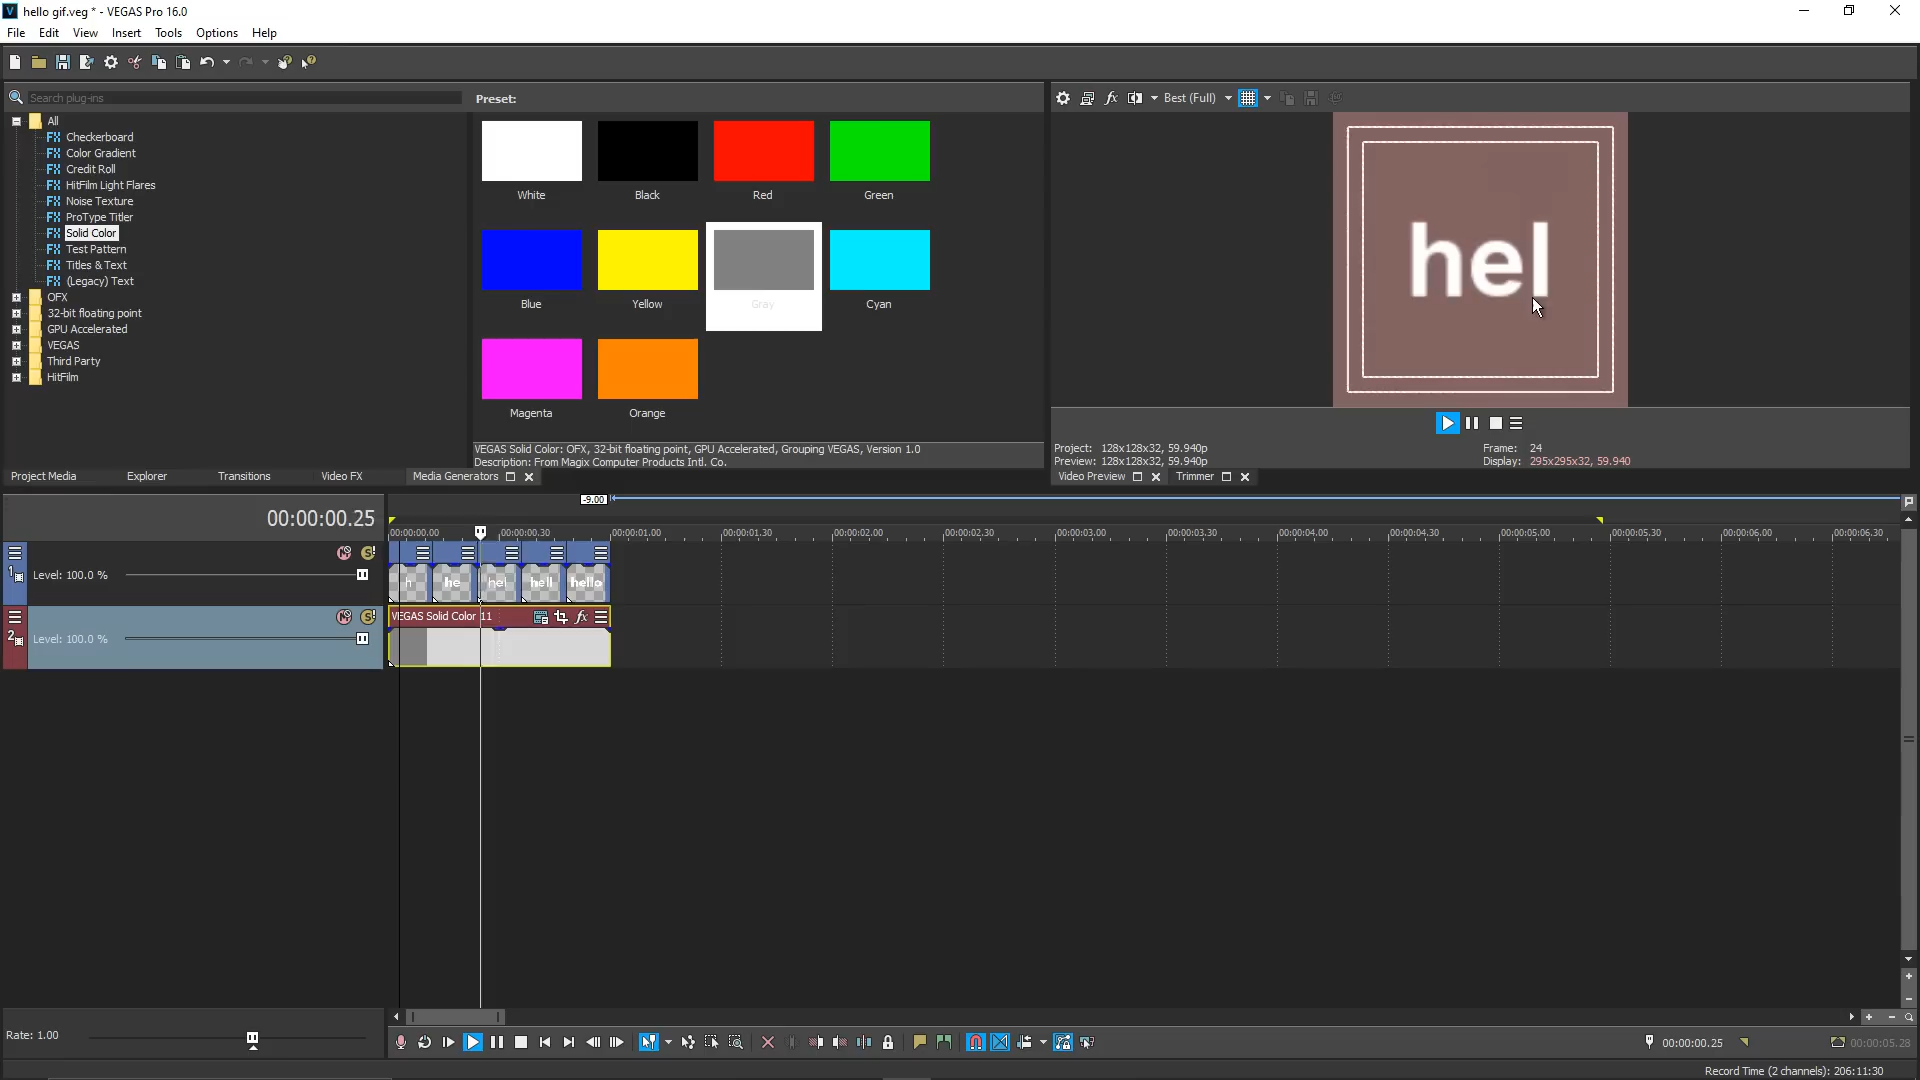 hello gif.veg * - VEGAS Pro 16.0
File Edit View Insert Tools Options Help
Search plug-ins
All
Checkerboard
Color Gradient
Credit Roll
HitFilm Light Flares
Noise Texture
ProType Titler
Solid Color
Test Pattern
Titles & Text
(Legacy) Text
OFX
32-bit floating point
GPU Accelerated
VEGAS
Third Party
HitFilm
Preset:
White Black Red Green
Blue Yellow Gray Cyan
Magenta Orange
VEGAS Solid Color: OFX, 32-bit floating point, GPU Accelerated, Grouping VEGAS, Version 1.0
Description: From Magix Computer Products Intl. Co.
Best (Full)
hel
Project: 128x128x32, 59.940p Frame: 24
Preview: 128x128x32, 59.940p Display: 295x295x32, 59.940
Project Media Explorer Transitions Video FX Media Generators
Video Preview Trimmer
-9.00
00:00:00.25
00:00:00.00 00:00:00.30 00:00:01.00 00:00:01.30 00:00:02.00 00:00:02.30 00:00:03.00 00:00:03.30 00:00:04.00 00:00:04.30 00:00:05.00 00:00:05.30 00:00:06.00 00:00:06.30
1 Level: 100.0 %
h he hel hell hello
VEGAS Solid Color 11
2 Level: 100.0 %
Rate: 1.00
00:00:00.25 00:00:05.28
Record Time (2 channels): 206:11:30